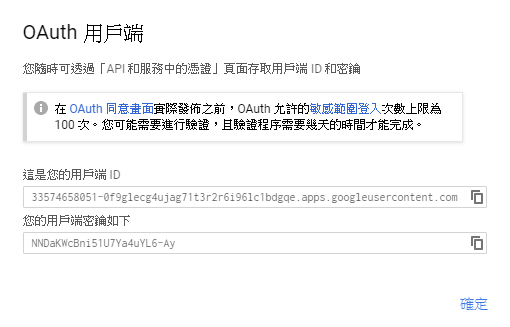 OAuth 用戶端
您隨時可透過「API 和服務中的憑證」頁面存取用戶端 ID 和密鑰
在 OAuth 同意畫面實際發佈之前，OAuth 允許的敏感範圍登入次數上限為
100 次。您可能需要進行驗證，且驗證程序需要幾天的時間才能完成。
這是您的用戶端 ID
33574658051-0f9glecg4ujag71t3r2r6i96lc1bdgqe.apps.googleusercontent.com
您的用戶端密鑰如下
NNDaKWcBni51U7Ya4uYL6-Ay
確定